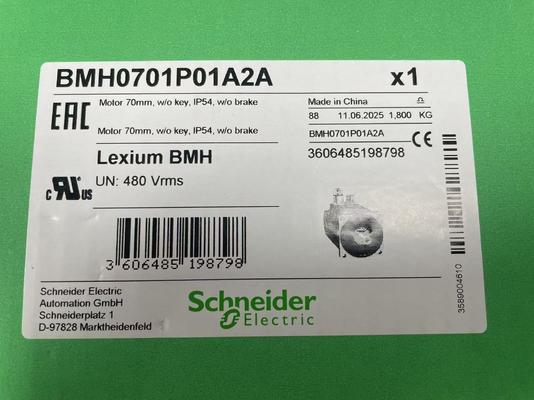 BMH0701P01A2A x1
EAC
Motor 70mm, w/o key, IP54, w/o brake
Motor 70mm, w/o key, IP54, w/o brake
Lexium BMH
UN: 480 Vrms
c RU us
Made in China
88 11.06.2025 1,800 KG
BMH0701P01A2A CE
3606485198798
3 606485 198798
Schneider Electric
Automation GmbH
Schneiderplatz 1
D-97828 Marktheidenfeld
Schneider
Electric
3589004610